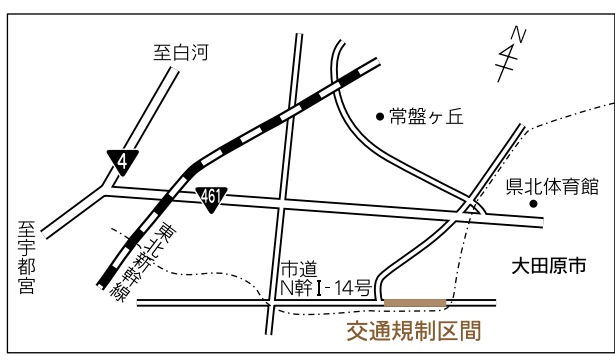 至白河
N
常盤ヶ丘
4
461
県北体育館
至宇都宮
東北新幹線
大田原市
市道
N幹I-14号
交通規制区間